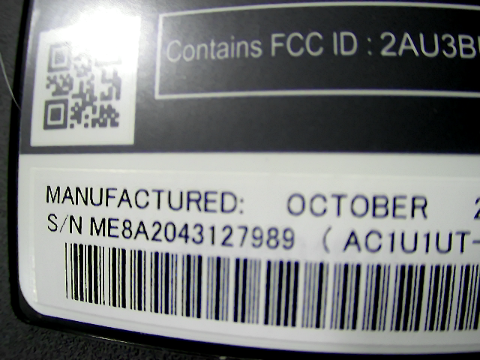 Contains FCC ID : 2AU3B
MANUFACTURED: OCTOBER 2
S/N ME8A2043127989 ( AC1U1UT-